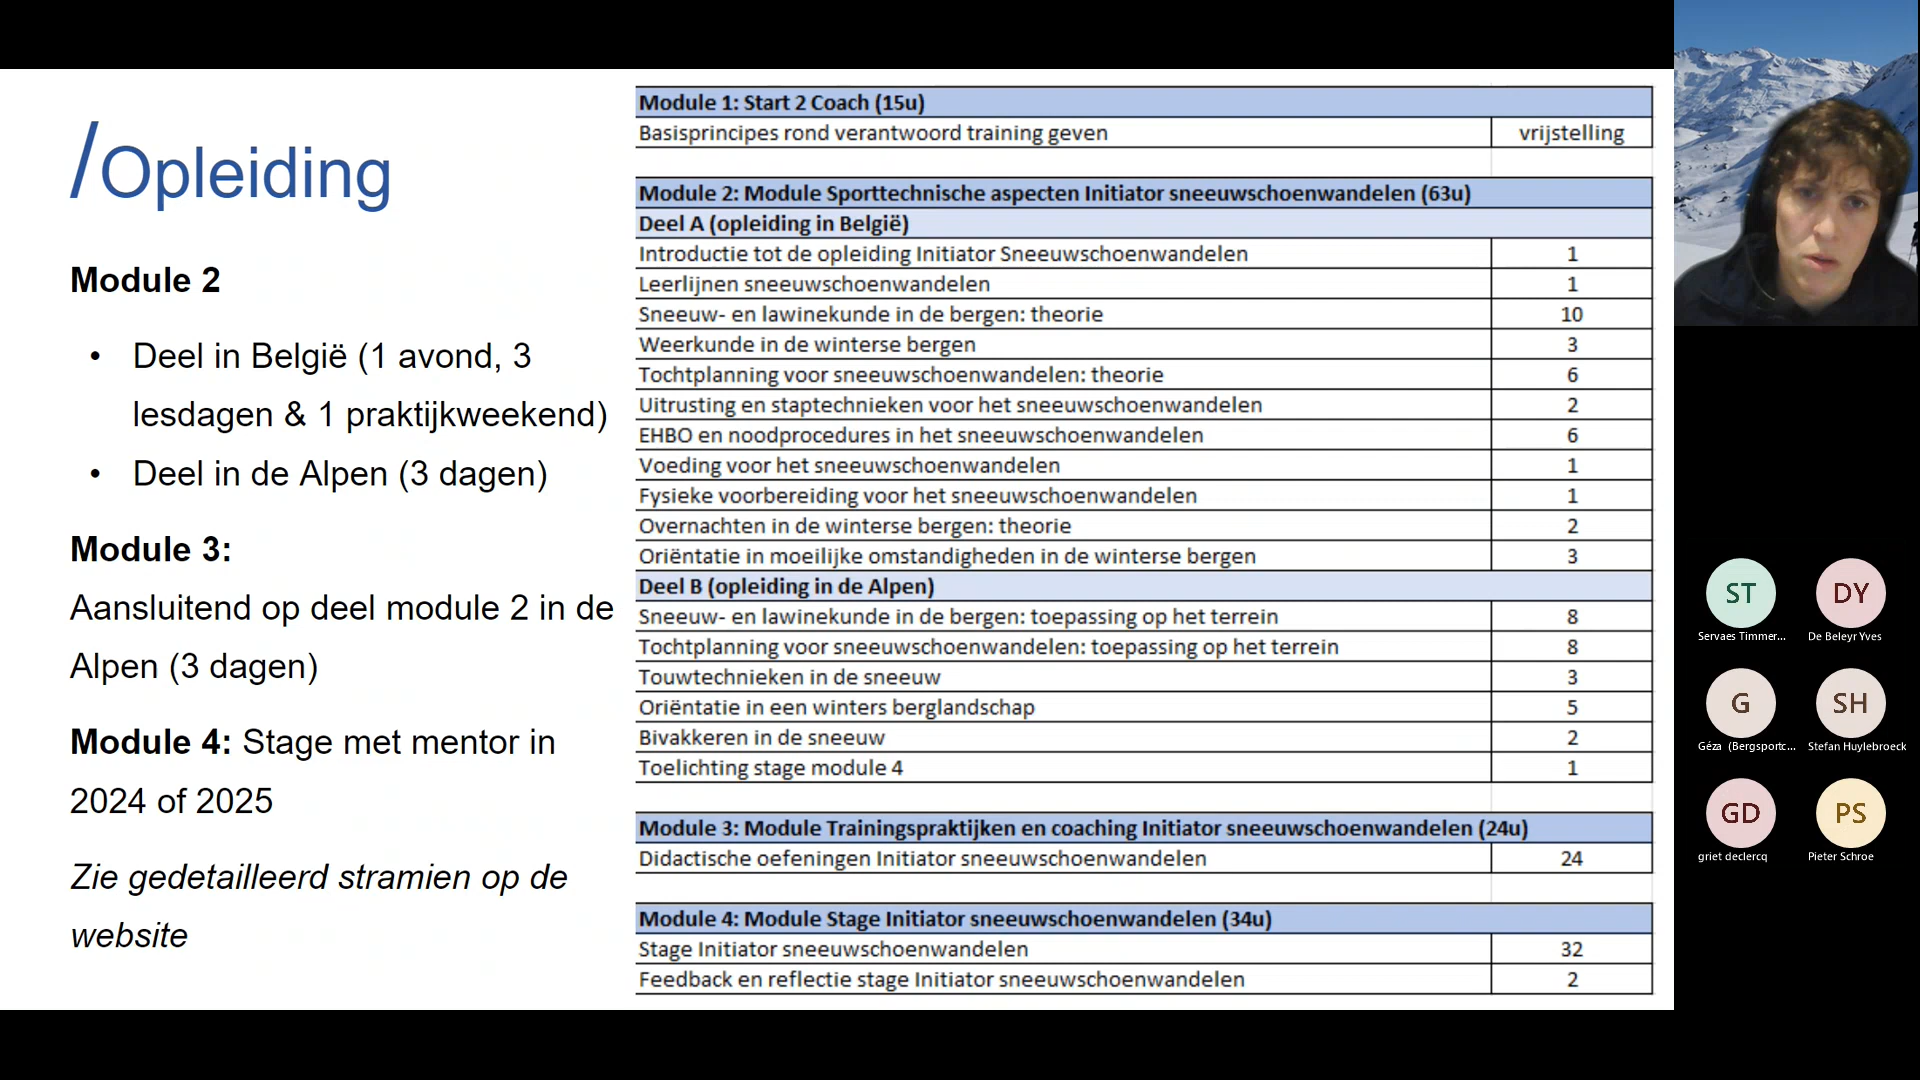 /Opleiding
Module 2
• Deel in België (1 avond, 3
lesdagen & 1 praktijkweekend)
• Deel in de Alpen (3 dagen)
Module 3:
Aansluitend op deel module 2 in de
Alpen (3 dagen)
Module 4: Stage met mentor in
2024 of 2025
Zie gedetailleerd stramien op de
website
Module 1: Start 2 Coach (15u)
Basisprincipes rond verantwoord training geven vrijstelling
Module 2: Module Sporttechnische aspecten Initiator sneeuwschoenwandelen (63u)
Deel A (opleiding in België)
Introductie tot de opleiding Initiator Sneeuwschoenwandelen 1
Leerlijnen sneeuwschoenwandelen 1
Sneeuw- en lawinekunde in de bergen: theorie 10
Weerkunde in de winterse bergen 3
Tochtplanning voor sneeuwschoenwandelen: theorie 6
Uitrusting en staptechnieken voor het sneeuwschoenwandelen 2
EHBO en noodprocedures in het sneeuwschoenwandelen 6
Voeding voor het sneeuwschoenwandelen 1
Fysieke voorbereiding voor het sneeuwschoenwandelen 1
Overnachten in de winterse bergen: theorie 2
Oriëntatie in moeilijke omstandigheden in de winterse bergen 3
Deel B (opleiding in de Alpen)
Sneeuw- en lawinekunde in de bergen: toepassing op het terrein 8
Tochtplanning voor sneeuwschoenwandelen: toepassing op het terrein 8
Touwtechnieken in de sneeuw 3
Oriëntatie in een winters berglandschap 5
Bivakkeren in de sneeuw 2
Toelichting stage module 4 1
Module 3: Module Trainingspraktijken en coaching Initiator sneeuwschoenwandelen (24u)
Didactische oefeningen Initiator sneeuwschoenwandelen 24
Module 4: Module Stage Initiator sneeuwschoenwandelen (34u)
Stage Initiator sneeuwschoenwandelen 32
Feedback en reflectie stage Initiator sneeuwschoenwandelen 2
ST DY
Servaes Timmer... De Beleyr Yves
G SH
Géza (Bergsportc... Stefan Huylebroeck
GD PS
griet declercq Pieter Schroe